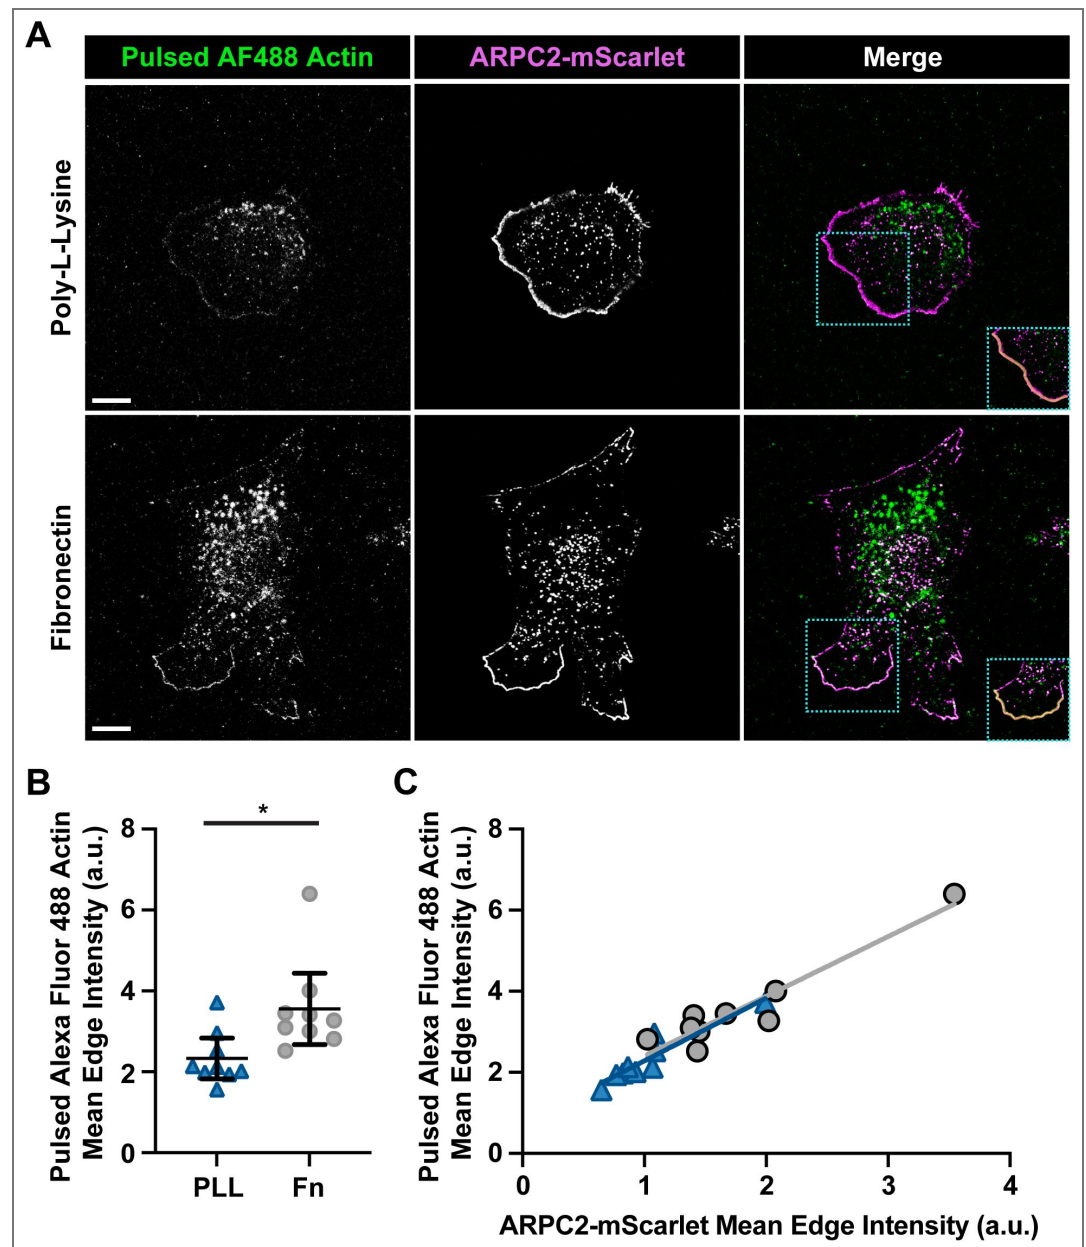 A
Pulsed AF488 Actin
ARPC2-mScarlet
Merge
Poly-L-Lysine
Fibronectin
B
Pulsed Alexa Fluor 488 Actin
Mean Edge Intensity (a.u.)
*
8
6
4
2
0
PLL
Fn
C
Pulsed Alexa Fluor 488 Actin
Mean Edge Intensity (a.u.)
8
6
4
2
0
0
1
2
3
4
ARPC2-mScarlet Mean Edge Intensity (a.u.)